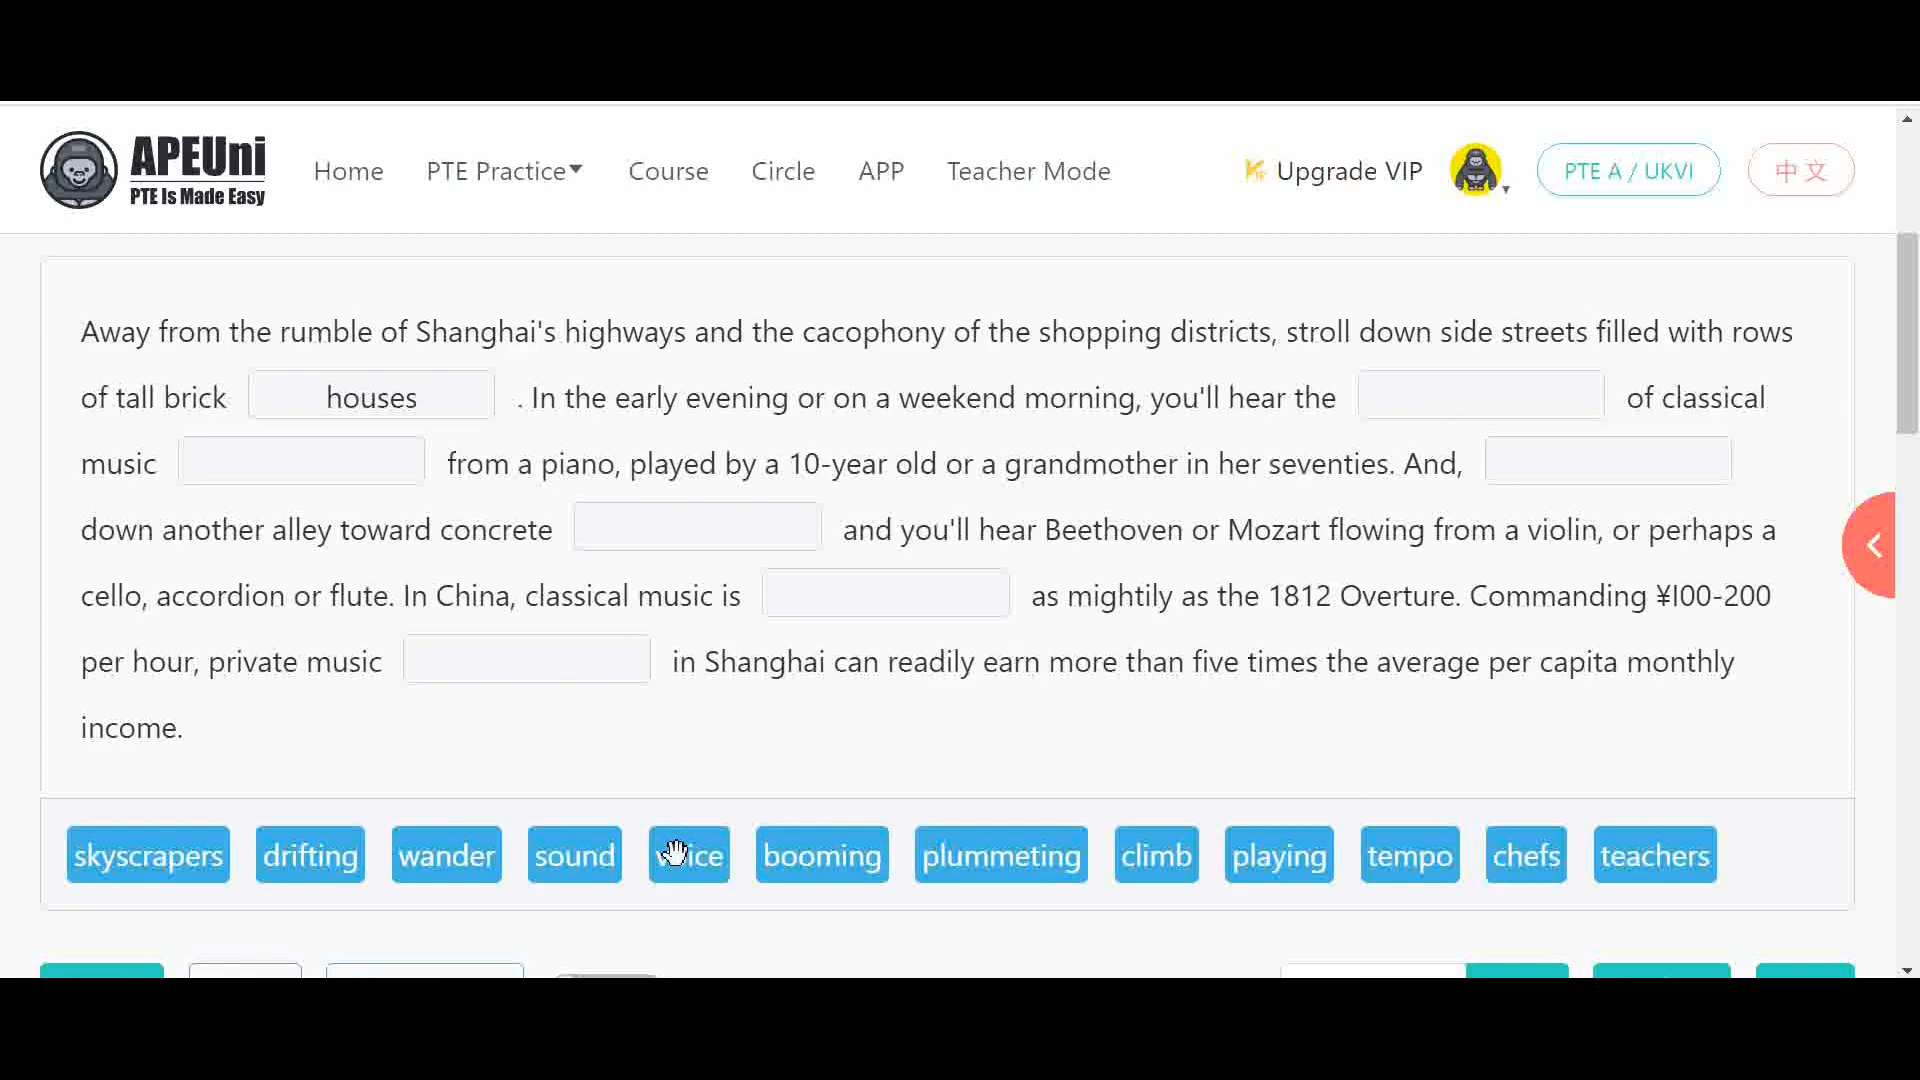 APEUni
PTE Is Made Easy
Home PTE Practice Course Circle APP Teacher Mode Upgrade VIP PTE A / UKVI 中文
Away from the rumble of Shanghai's highways and the cacophony of the shopping districts, stroll down side streets filled with rows
of tall brick houses . In the early evening or on a weekend morning, you'll hear the of classical
music from a piano, played by a 10-year old or a grandmother in her seventies. And,
down another alley toward concrete and you'll hear Beethoven or Mozart flowing from a violin, or perhaps a
cello, accordion or flute. In China, classical music is as mightily as the 1812 Overture. Commanding ¥I00-200
per hour, private music in Shanghai can readily earn more than five times the average per capita monthly
income.
skyscrapers drifting wander sound booming plummeting climb playing tempo chefs teachers